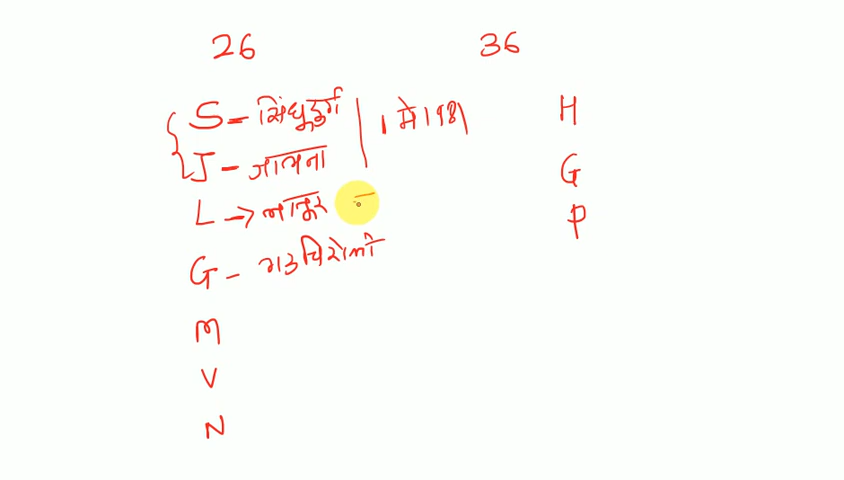 26 36
S - सिंधुदुर्ग | 1 मे 1981 H
J - जालना G
L → लातूर P
G - गडचिरोली
M
V
N